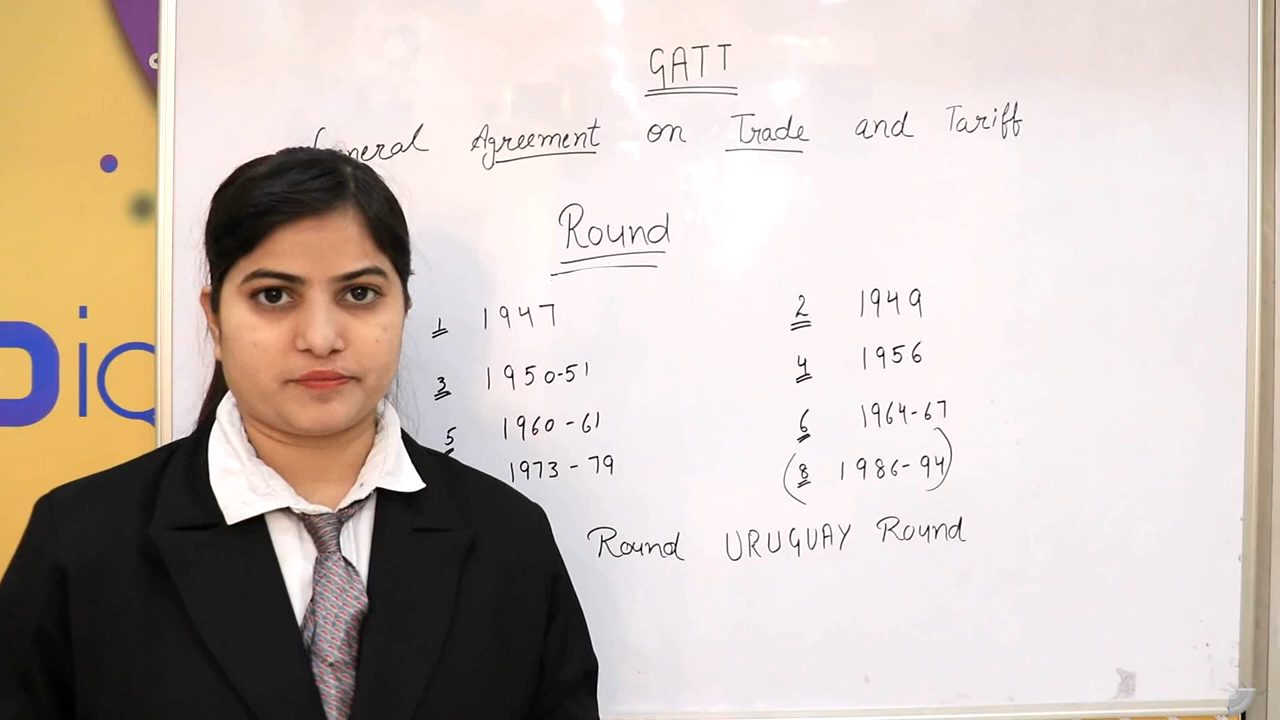 GATT
General Agreement on Trade and Tariff
Round
1 1947 2 1949
3 1950-51 4 1956
5 1960-61 6 1964-67
1973-79 (8 1986-94)
Round URUGUAY Round